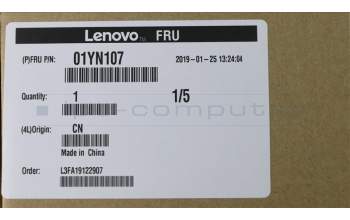 Lenovo™ FRU
(P)FRU P/N: 01YN107 2019-01-25 13:24:04
Quantity: 1 1/5
(4L)Origin: CN
Made in China
Order: L3FA19122907